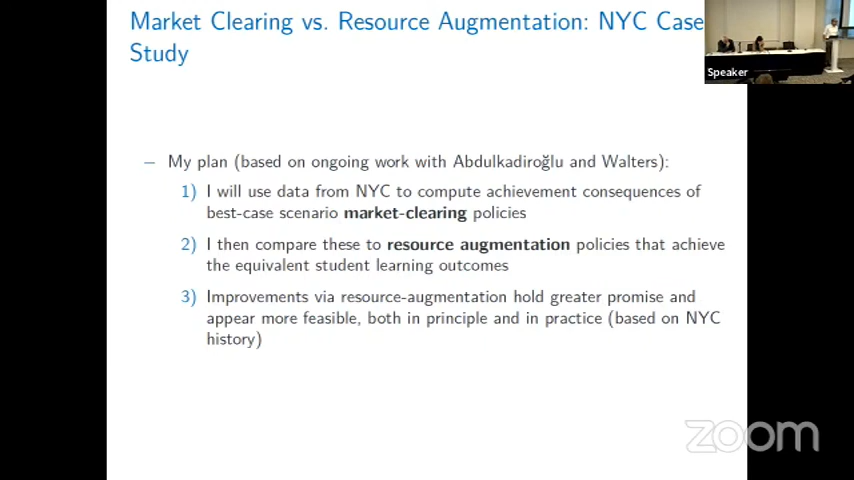 Market Clearing vs. Resource Augmentation: NYC Case
Study
Speaker
– My plan (based on ongoing work with Abdulkadiroğlu and Walters):
1) I will use data from NYC to compute achievement consequences of
best-case scenario market-clearing policies
2) I then compare these to resource augmentation policies that achieve
the equivalent student learning outcomes
3) Improvements via resource-augmentation hold greater promise and
appear more feasible, both in principle and in practice (based on NYC
history)
zoom